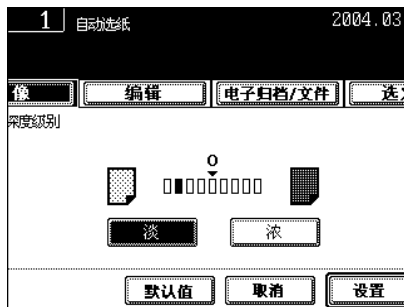 1 自动选纸 2004.03
像 编辑 电子归档/文件 选
深度级别
0
淡 浓
默认值 取消 设置